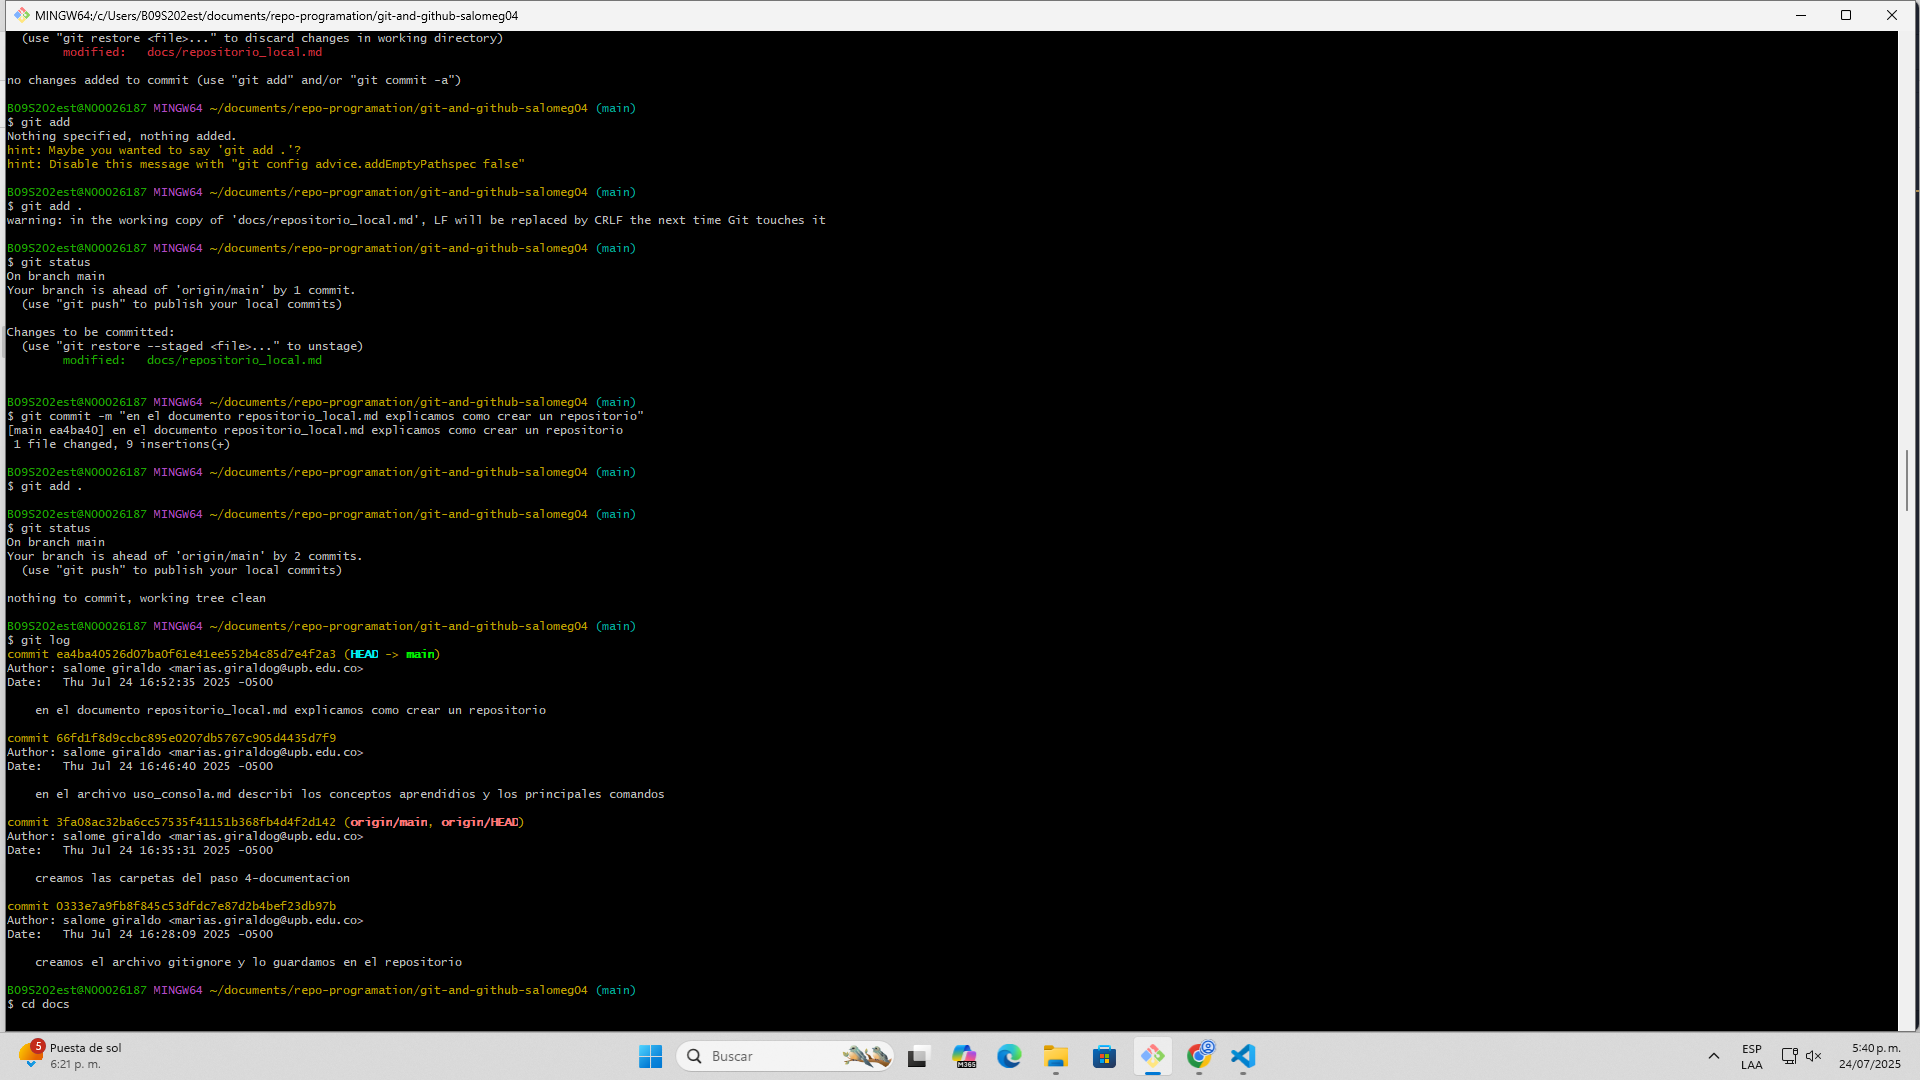 MINGW64:/c/Users/B09S202est/documents/repo-programation/git-and-github-salomeg04
(use "git restore <file>..." to discard changes in working directory)
modified:   docs/repositorio_local.md
no changes added to commit (use "git add" and/or "git commit -a")
B09S202est@N00026187 MINGW64 ~/documents/repo-programation/git-and-github-salomeg04 (main)
$ git add
Nothing specified, nothing added.
hint: Maybe you wanted to say 'git add .'?
hint: Disable this message with "git config advice.addEmptyPathspec false"
B09S202est@N00026187 MINGW64 ~/documents/repo-programation/git-and-github-salomeg04 (main)
$ git add .
warning: in the working copy of 'docs/repositorio_local.md', LF will be replaced by CRLF the next time Git touches it
B09S202est@N00026187 MINGW64 ~/documents/repo-programation/git-and-github-salomeg04 (main)
$ git status
On branch main
Your branch is ahead of 'origin/main' by 1 commit.
(use "git push" to publish your local commits)
Changes to be committed:
(use "git restore --staged <file>..." to unstage)
modified:   docs/repositorio_local.md
B09S202est@N00026187 MINGW64 ~/documents/repo-programation/git-and-github-salomeg04 (main)
$ git commit -m "en el documento repositorio_local.md explicamos como crear un repositorio"
[main ea4ba40] en el documento repositorio_local.md explicamos como crear un repositorio
1 file changed, 9 insertions(+)
B09S202est@N00026187 MINGW64 ~/documents/repo-programation/git-and-github-salomeg04 (main)
$ git add .
B09S202est@N00026187 MINGW64 ~/documents/repo-programation/git-and-github-salomeg04 (main)
$ git status
On branch main
Your branch is ahead of 'origin/main' by 2 commits.
(use "git push" to publish your local commits)
nothing to commit, working tree clean
B09S202est@N00026187 MINGW64 ~/documents/repo-programation/git-and-github-salomeg04 (main)
$ git log
commit ea4ba40526d07ba0f61e41ee552b4c85d7e4f2a3 (HEAD -> main)
Author: salome giraldo <marias.giraldog@upb.edu.co>
Date:   Thu Jul 24 16:52:35 2025 -0500
en el documento repositorio_local.md explicamos como crear un repositorio
commit 66fd1f8d9ccbc895e0207db5767c905d4435d7f9
Author: salome giraldo <marias.giraldog@upb.edu.co>
Date:   Thu Jul 24 16:46:40 2025 -0500
en el archivo uso_consola.md describi los conceptos aprendidios y los principales comandos
commit 3fa08ac32ba6cc57535f41151b368fb4d4f2d142 (origin/main, origin/HEAD)
Author: salome giraldo <marias.giraldog@upb.edu.co>
Date:   Thu Jul 24 16:35:31 2025 -0500
creamos las carpetas del paso 4-documentacion
commit 0333e7a9fb8f845c53dfdc7e87d2b4bef23db97b
Author: salome giraldo <marias.giraldog@upb.edu.co>
Date:   Thu Jul 24 16:28:09 2025 -0500
creamos el archivo gitignore y lo guardamos en el repositorio
B09S202est@N00026187 MINGW64 ~/documents/repo-programation/git-and-github-salomeg04 (main)
$ cd docs
5
Puesta de sol
6:21 p. m.
Buscar
M365
ESP
LAA
5:40 p. m.
24/07/2025